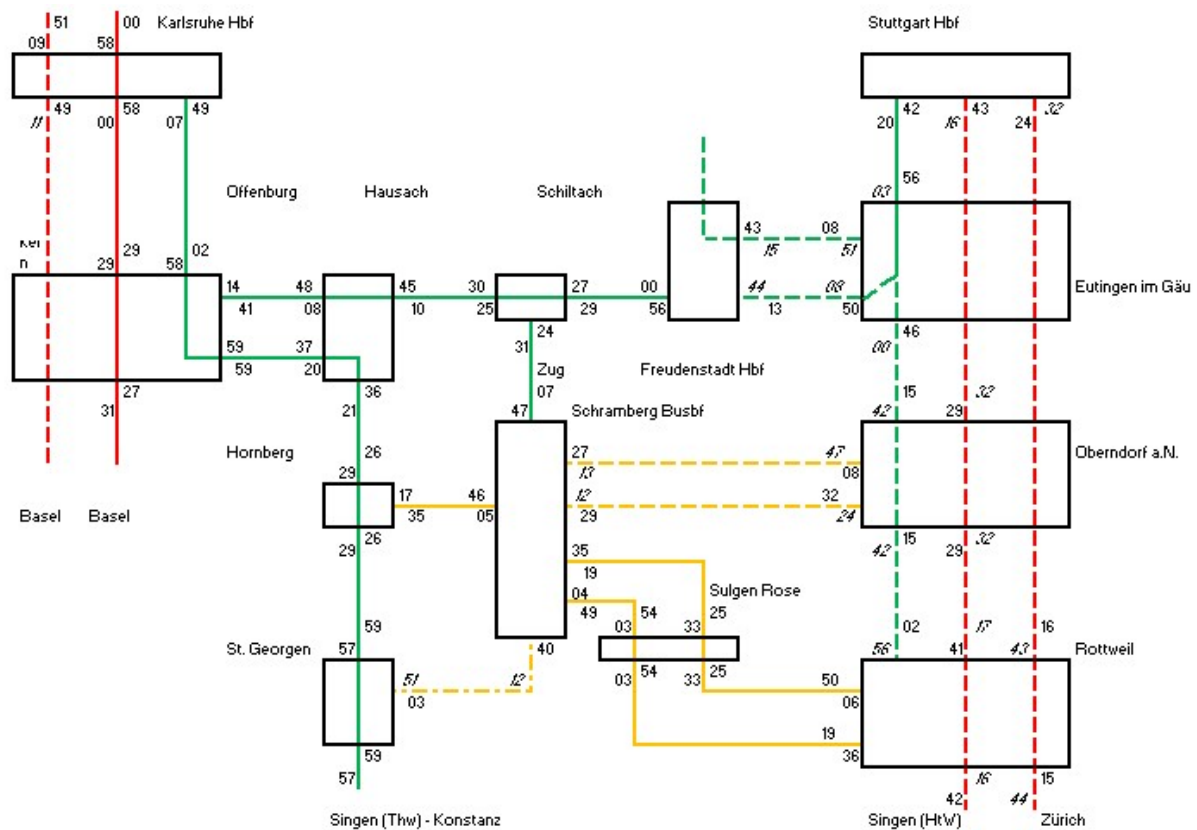 51 00 Karlsruhe Hbf Stuttgart Hbf
09 58
49 58 49 42 43 32
11 00 07 20 16 24
56
Offenburg Hausach Schiltach 03
43 08
15 51
29 02
29 58
14 48 45 30 27 00 44 08 Eutingen im Gäu
41 08 10 25 29 56 13 50
24 46
31 00
59 37
59 20
Zug Freudenstadt Hbf
27 36 07 15 32
31 21 47 Schramberg Busbf 42 29
Hornberg 26 27 47 Oberndorf a.N.
29 13 08
17 46 12 32
35 05 29 24
Basel Basel
26 15 32
29 42 29
35
19
Sulgen Rose
04 54 25
49 03 33
59 02 17 16
St. Georgen 57 40 56 41 43 Rottweil
54 25
03 33
51 12 50
03 06
19
36
59 16 15
57 42 44
Singen (Thw) - Konstanz Singen (HtW) Zürich